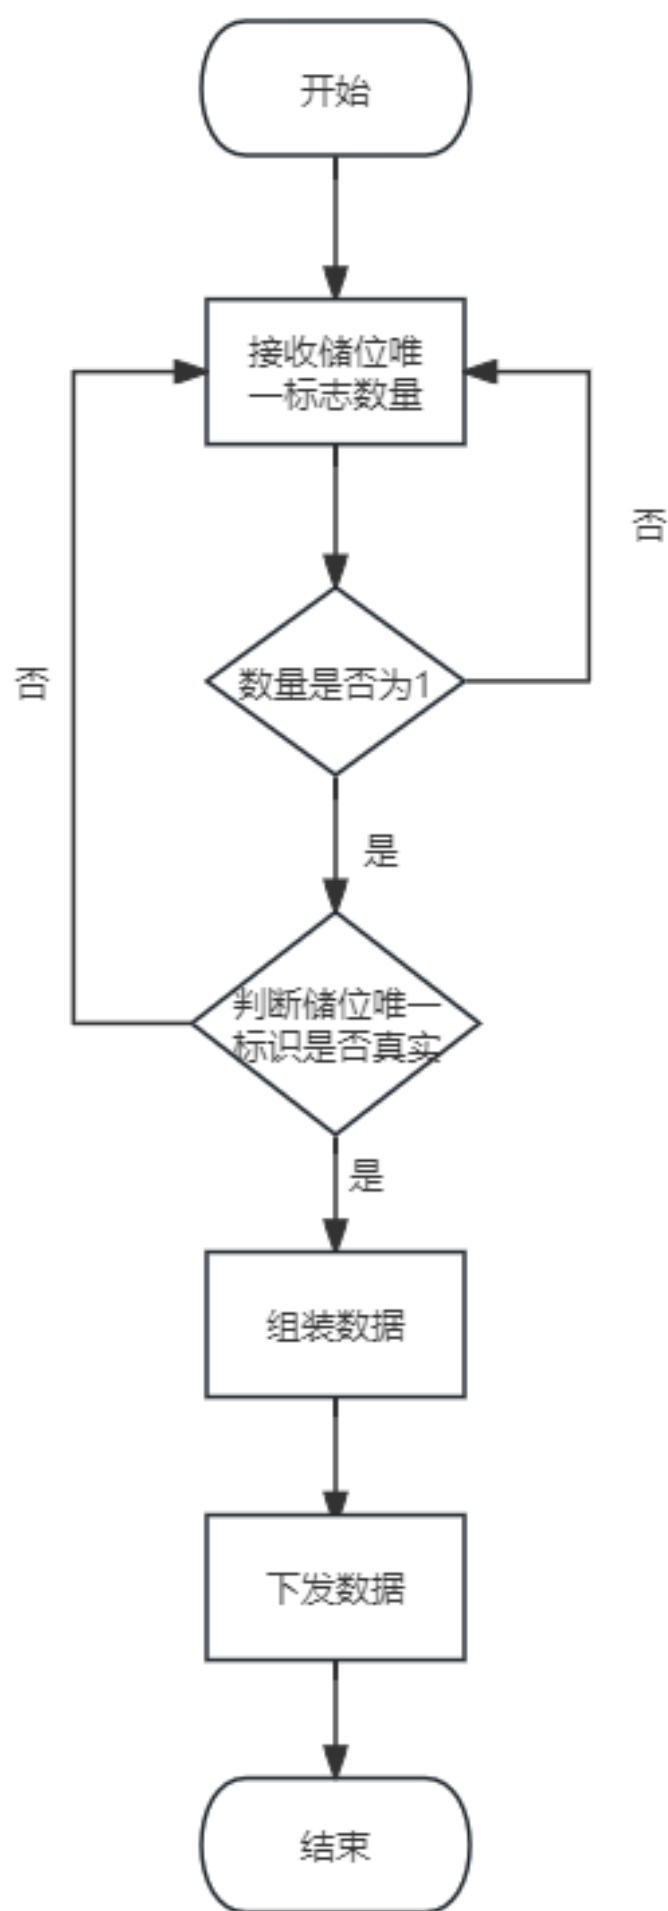 开始
接收储位唯
一标志数量
否
数量是否为1
否
是
判断储位唯一
标识是否真实
是
组装数据
下发数据
结束